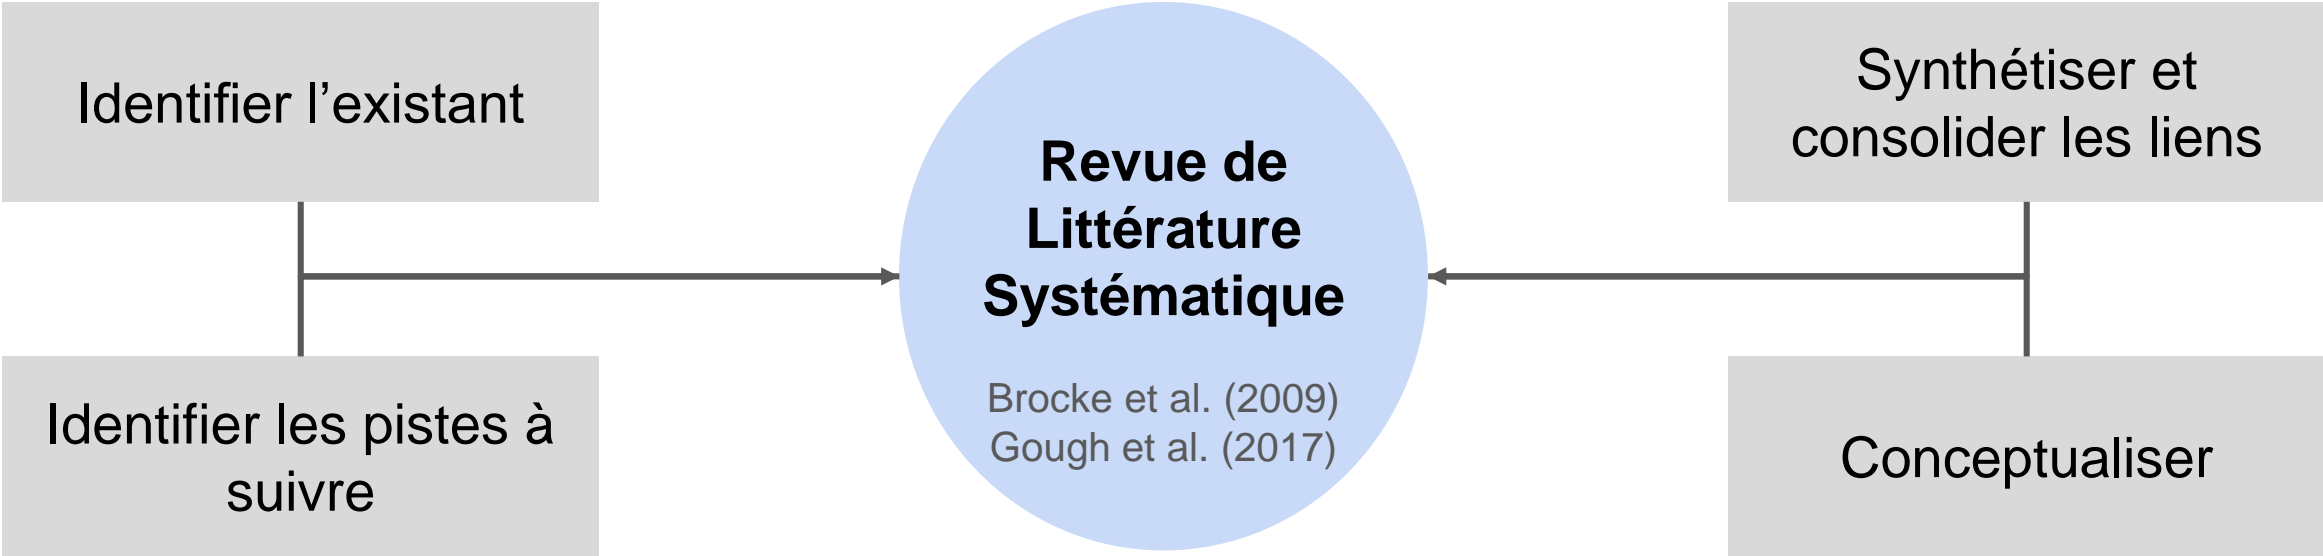 Identifier l’existant
Identifier les pistes à
suivre
Revue de
Littérature
Systématique
Brocke et al. (2009)
Gough et al. (2017)
Synthétiser et
consolider les liens
Conceptualiser